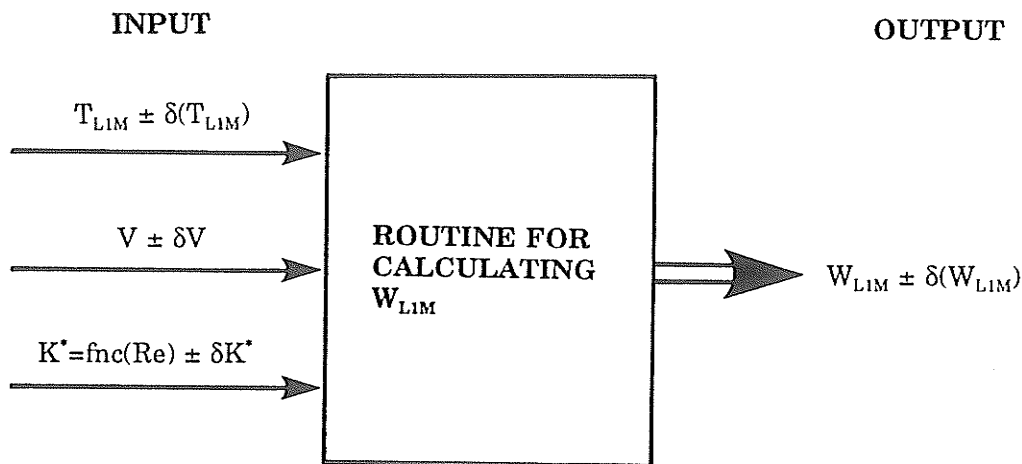 INPUT
OUTPUT
T_L1M ± δ(T_L1M)
V ± δV
K*=fnc(Re) ± δK*
ROUTINE FOR
CALCULATING
W_L1M
W_L1M ± δ(W_L1M)